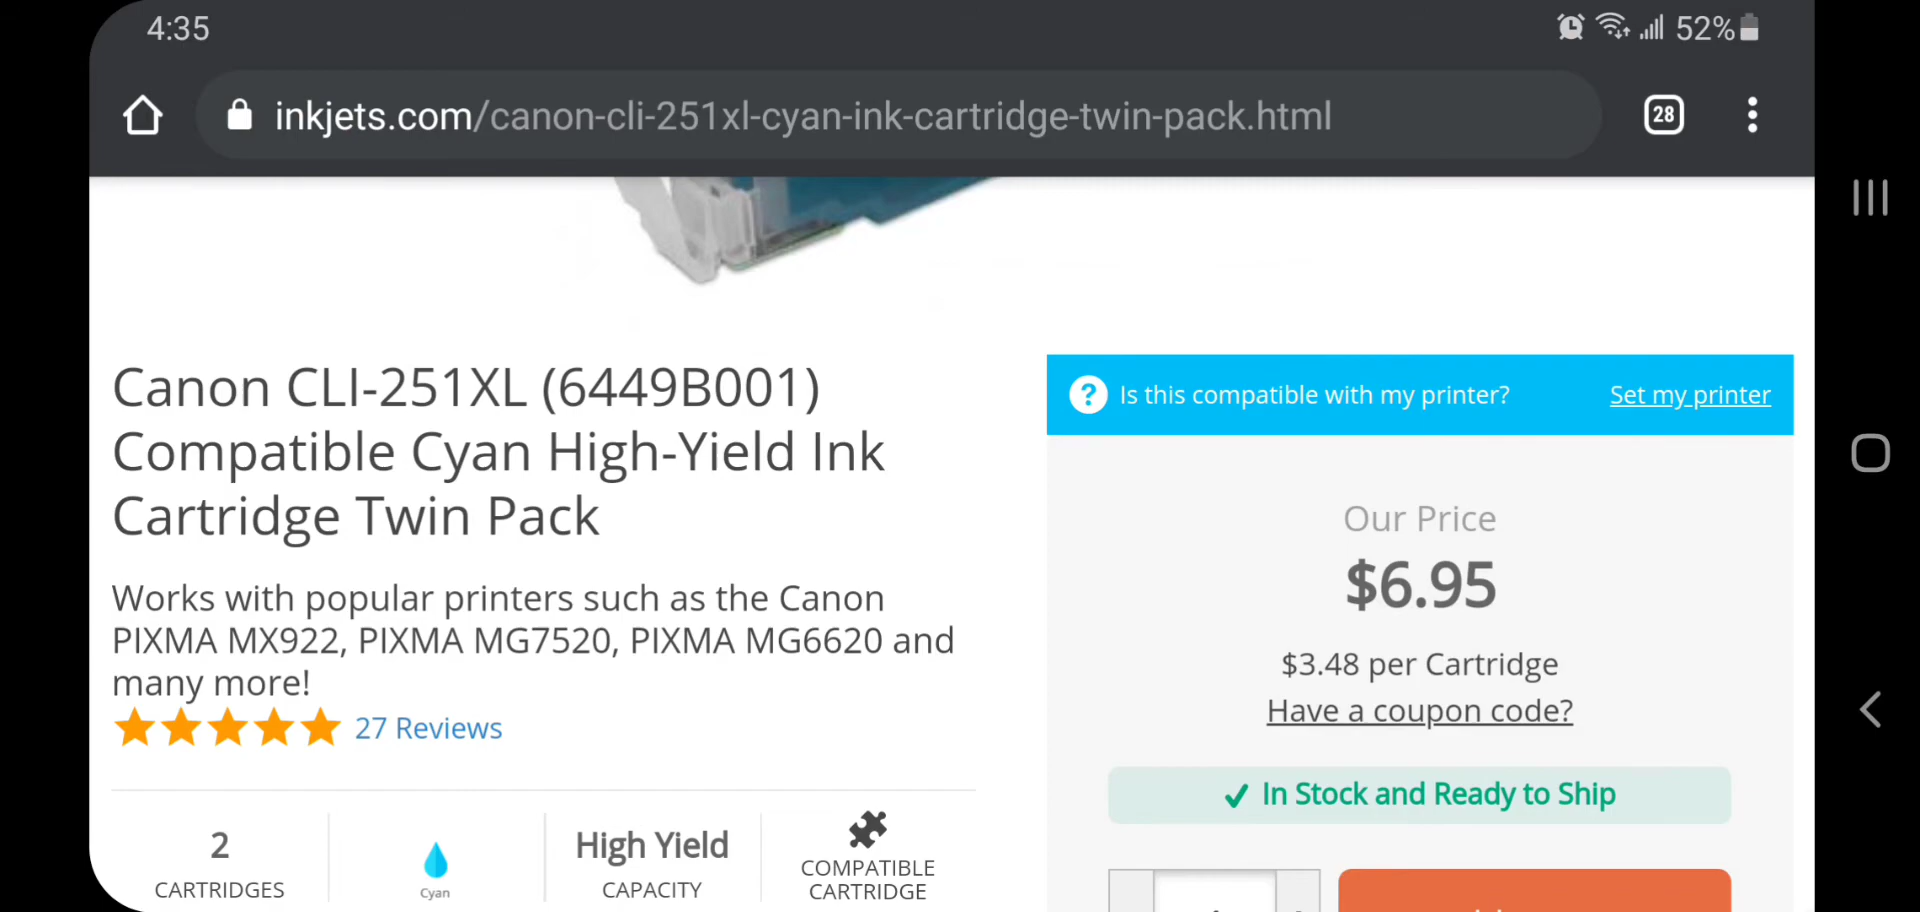 4:35
52%
inkjets.com/canon-cli-251xl-cyan-ink-cartridge-twin-pack.html
28
Canon CLI-251XL (6449B001)
Compatible Cyan High-Yield Ink
Cartridge Twin Pack
Works with popular printers such as the Canon
PIXMA MX922, PIXMA MG7520, PIXMA MG6620 and
many more!
27 Reviews
2
CARTRIDGES
Cyan
High Yield
CAPACITY
COMPATIBLE
CARTRIDGE
? Is this compatible with my printer? Set my printer
Our Price
$6.95
$3.48 per Cartridge
Have a coupon code?
In Stock and Ready to Ship